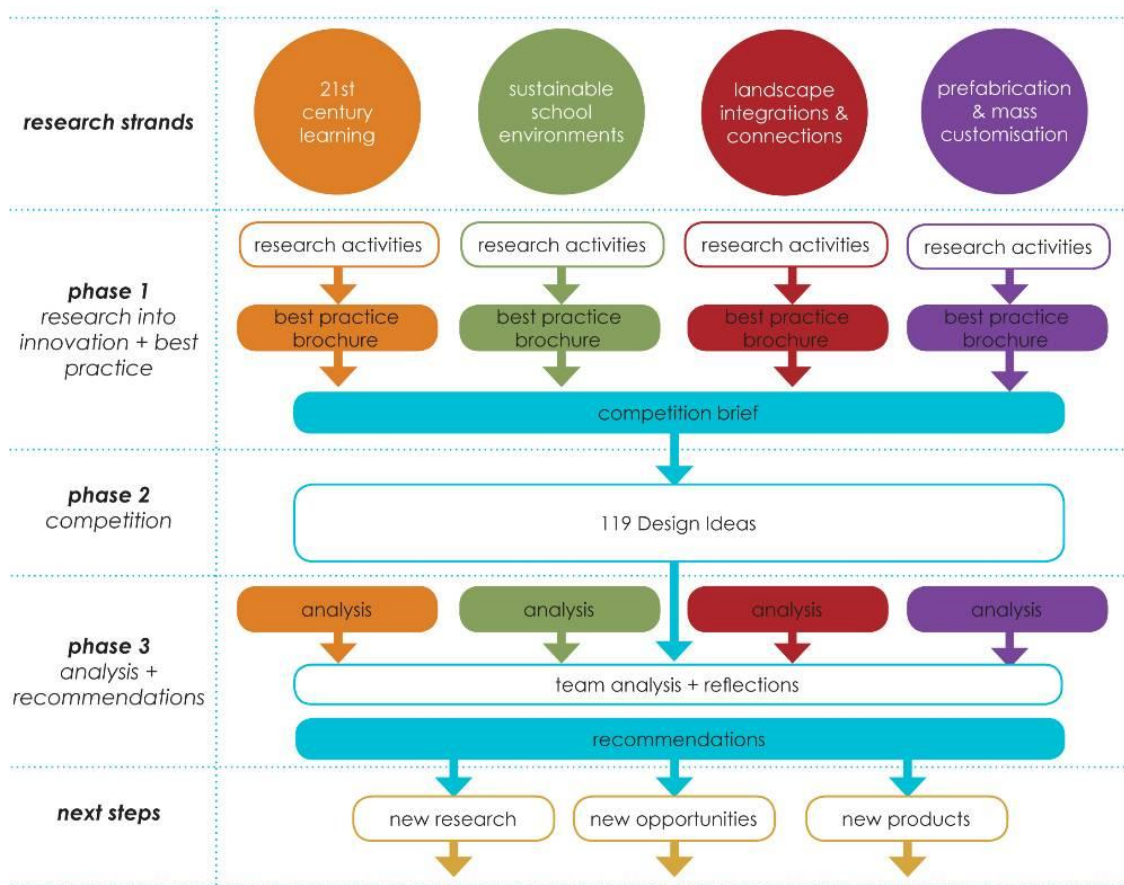 research strands
21st
century
learning
sustainable
school
environments
landscape
integrations &
connections
prefabrication
& mass
customisation
phase 1
research into
innovation + best
practice
research activities
research activities
research activities
research activities
best practice
brochure
best practice
brochure
best practice
brochure
best practice
brochure
competition brief
phase 2
competition
119 Design Ideas
phase 3
analysis +
recommendations
analysis
analysis
analysis
analysis
team analysis + reflections
recommendations
next steps
new research
new opportunities
new products